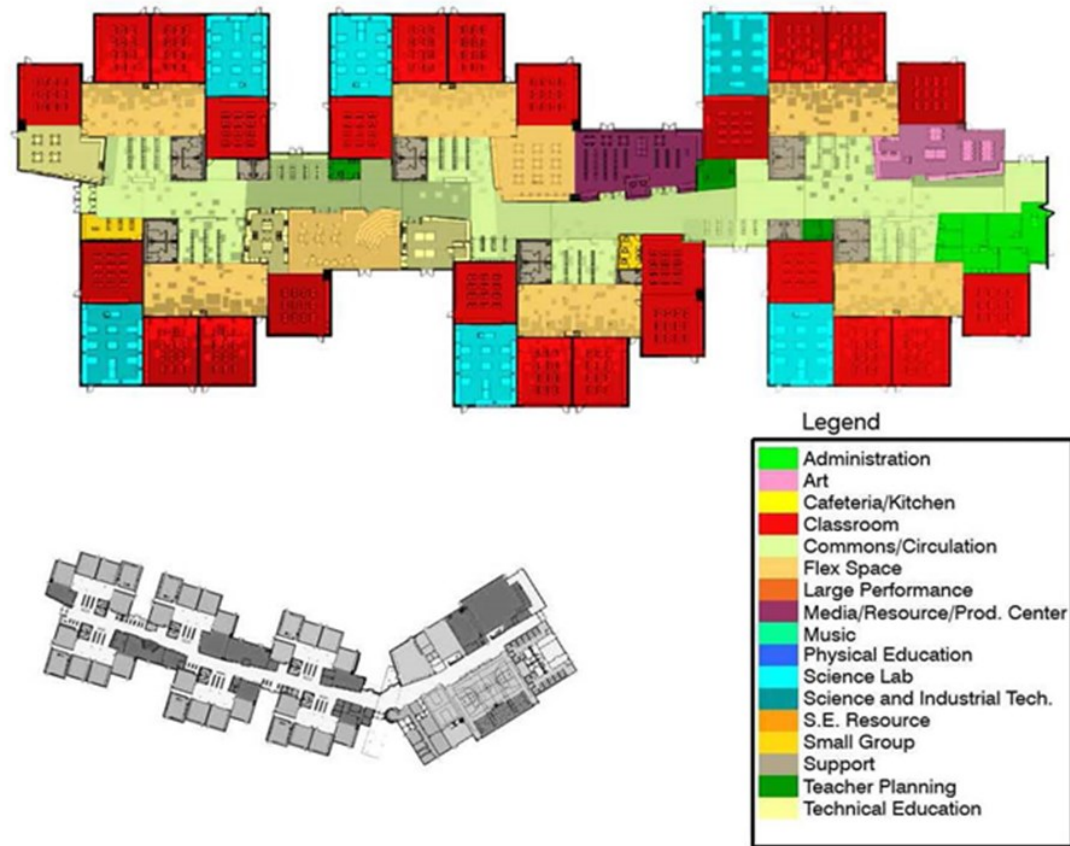 Legend
Administration
Art
Cafeteria/Kitchen
Classroom
Commons/Circulation
Flex Space
Large Performance
Media/Resource/Prod. Center
Music
Physical Education
Science Lab
Science and Industrial Tech.
S.E. Resource
Small Group
Support
Teacher Planning
Technical Education